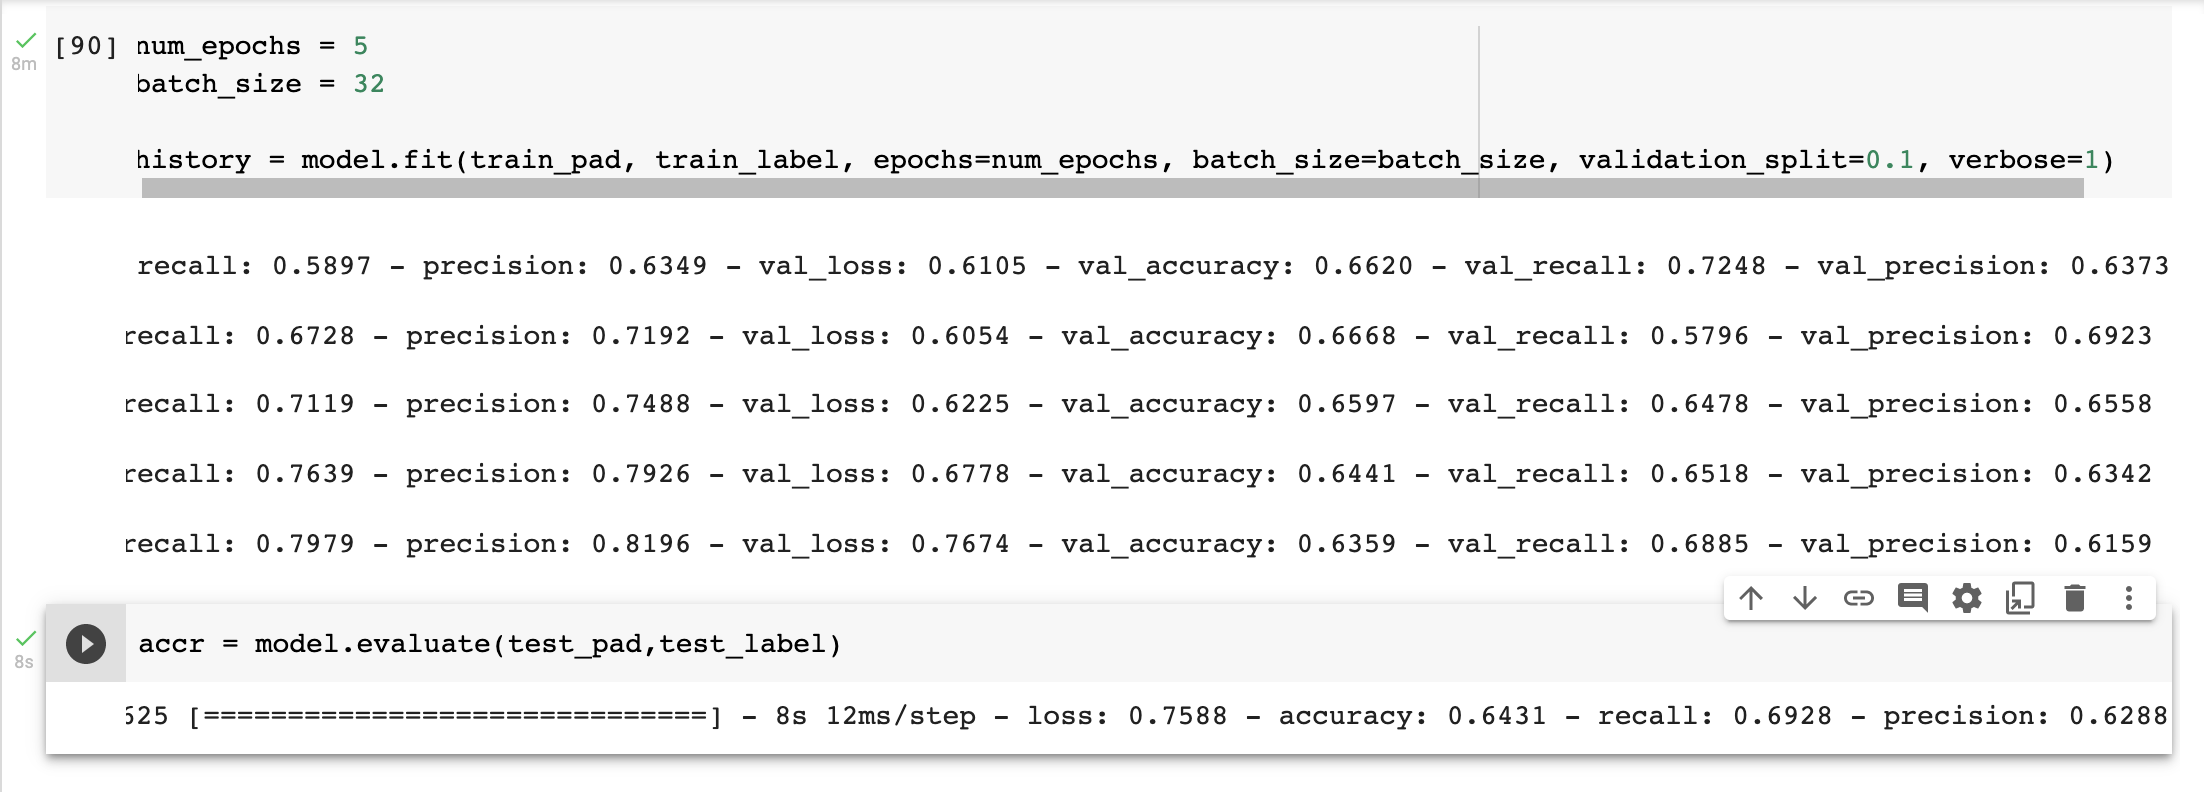 [90] num_epochs = 5
8m
batch_size = 32
history = model.fit(train_pad, train_label, epochs=num_epochs, batch_size=batch_size, validation_split=0.1, verbose=1)
recall: 0.5897 - precision: 0.6349 - val_loss: 0.6105 - val_accuracy: 0.6620 - val_recall: 0.7248 - val_precision: 0.6373
recall: 0.6728 - precision: 0.7192 - val_loss: 0.6054 - val_accuracy: 0.6668 - val_recall: 0.5796 - val_precision: 0.6923
recall: 0.7119 - precision: 0.7488 - val_loss: 0.6225 - val_accuracy: 0.6597 - val_recall: 0.6478 - val_precision: 0.6558
recall: 0.7639 - precision: 0.7926 - val_loss: 0.6778 - val_accuracy: 0.6441 - val_recall: 0.6518 - val_precision: 0.6342
recall: 0.7979 - precision: 0.8196 - val_loss: 0.7674 - val_accuracy: 0.6359 - val_recall: 0.6885 - val_precision: 0.6159
accr = model.evaluate(test_pad,test_label)
8s
625 [==============================] - 8s 12ms/step - loss: 0.7588 - accuracy: 0.6431 - recall: 0.6928 - precision: 0.6288